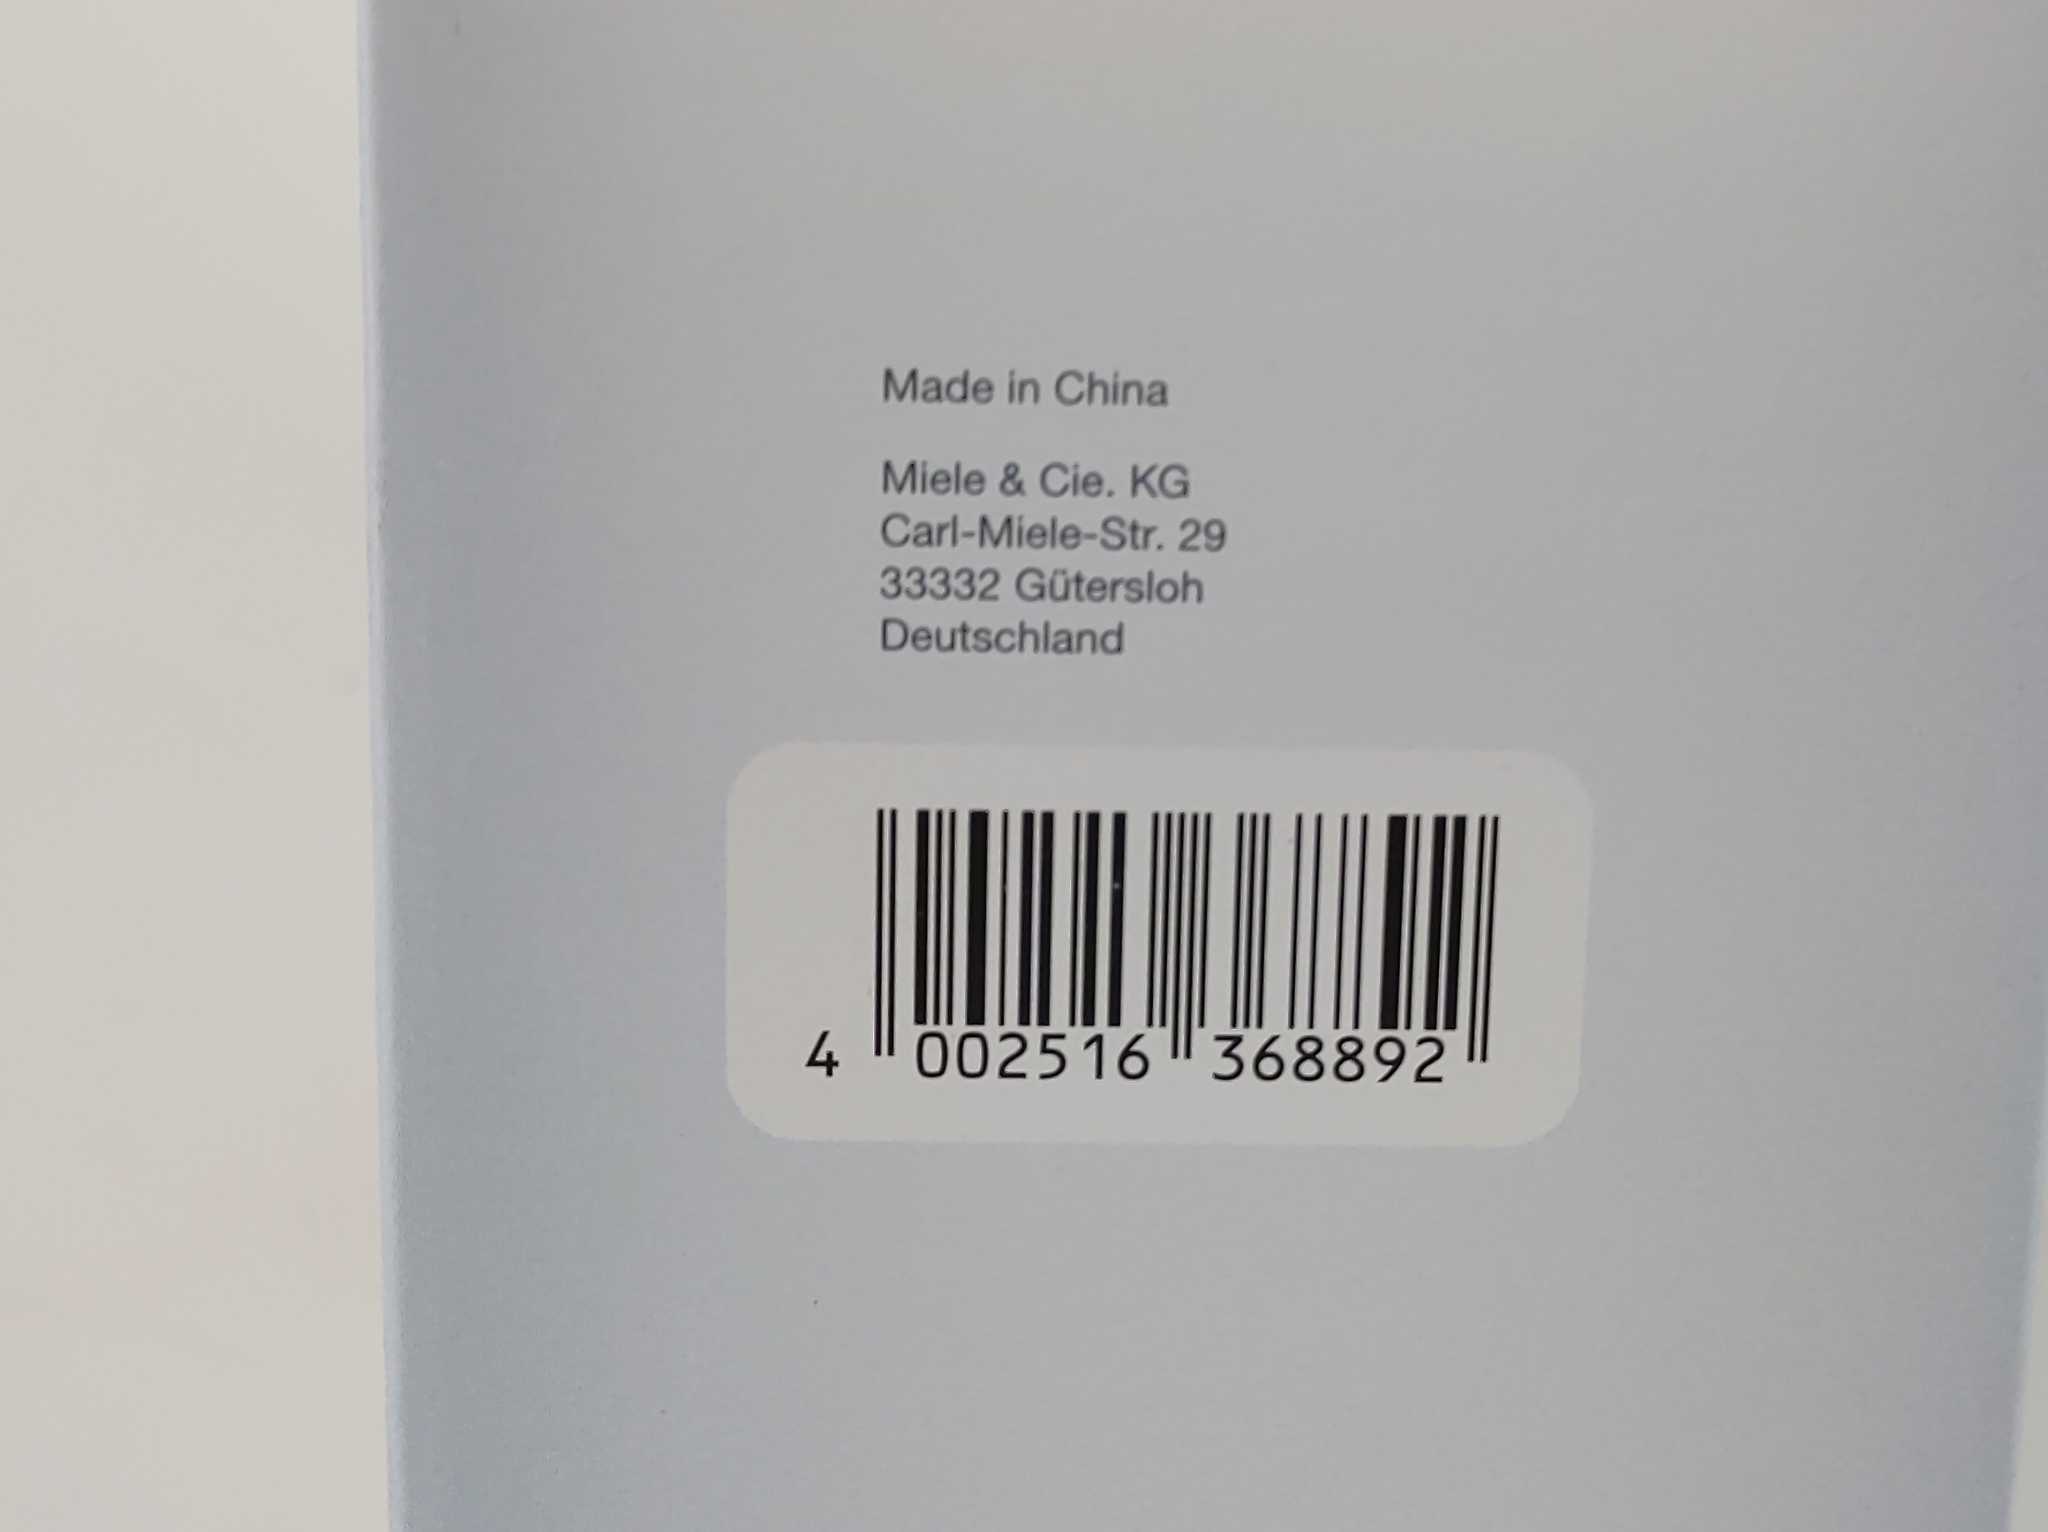 Made in China
Miele & Cie. KG
Carl-Miele-Str. 29
33332 Gütersloh
Deutschland
4 002516 368892